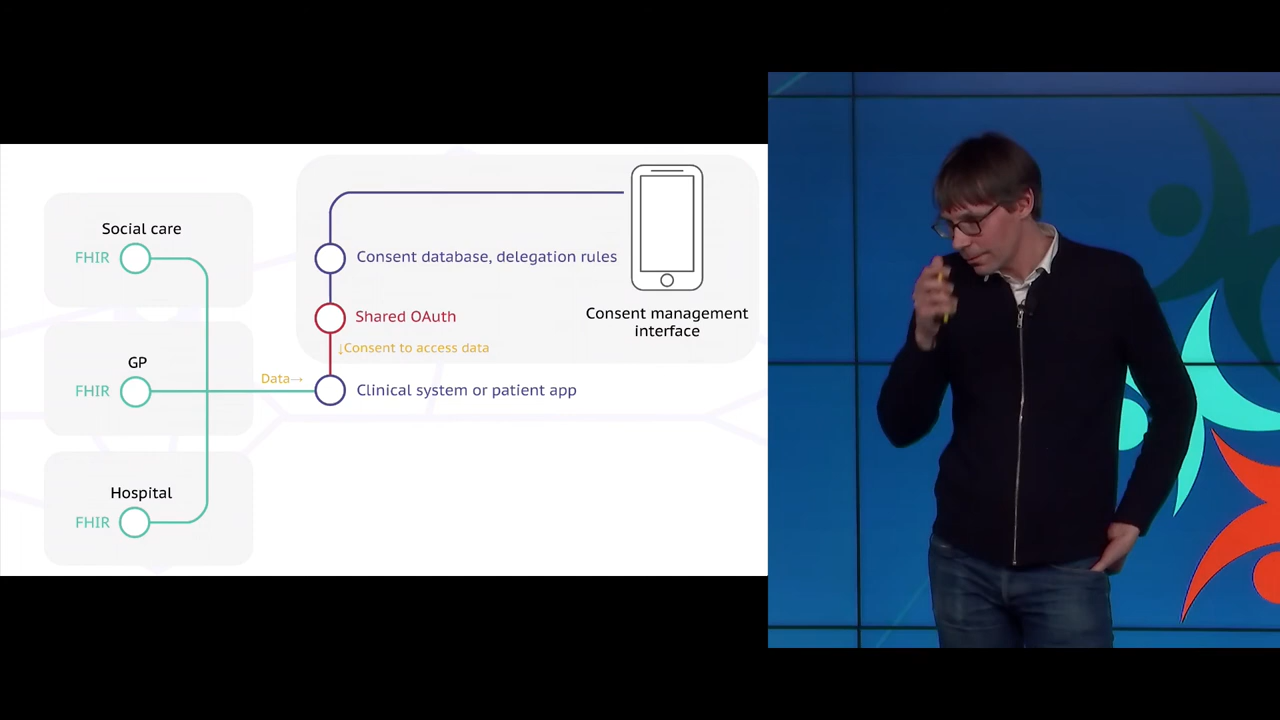 Social care
FHIR
GP
FHIR
Hospital
FHIR
Data→
Consent database, delegation rules
Shared OAuth
↓Consent to access data
Clinical system or patient app
Consent management
interface